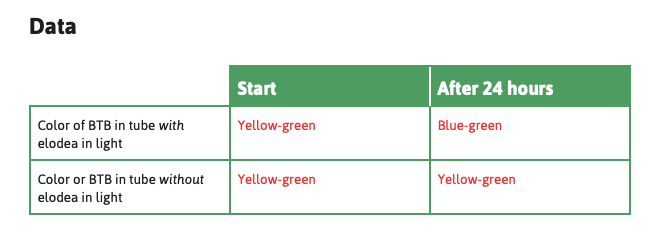 Data
Start After 24 hours
Color of BTB in tube with Yellow-green Blue-green
elodea in light
Color or BTB in tube without Yellow-green Yellow-green
elodea in light